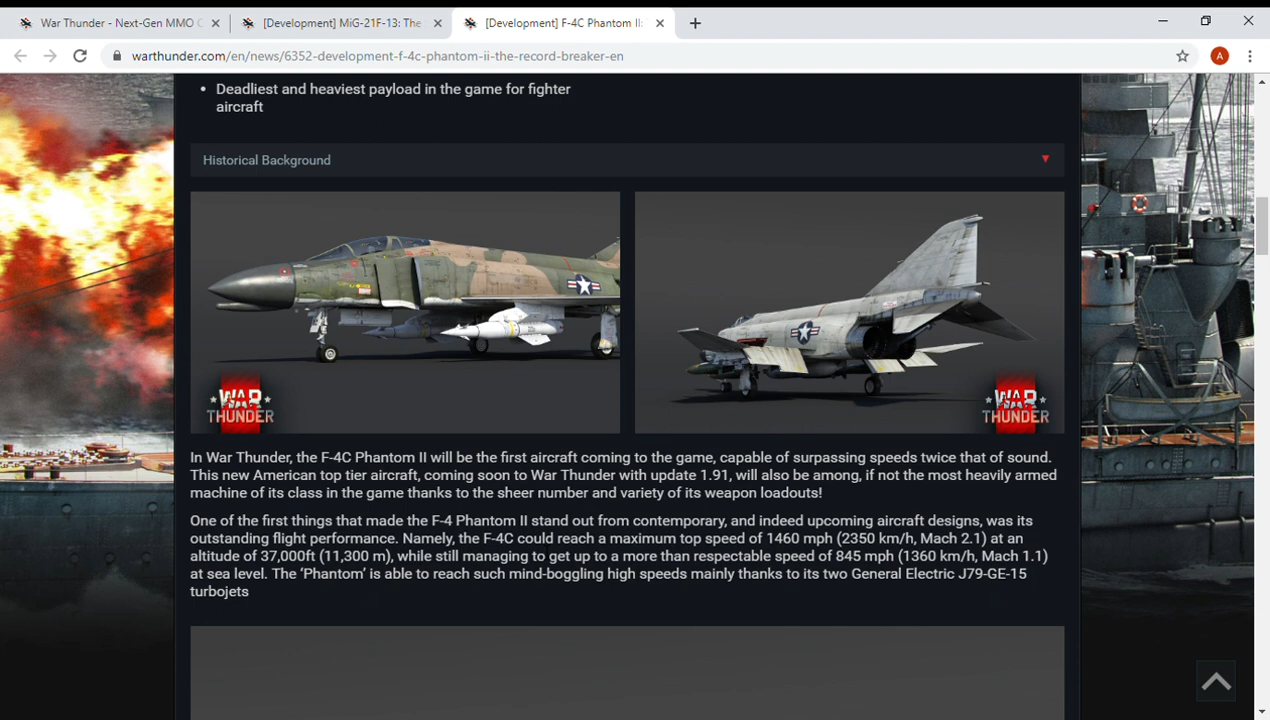 War Thunder - Next-Gen MMO C
[Development] MiG-21F-13: The
[Development] F-4C Phantom II:
warthunder.com/en/news/6352-development-f-4c-phantom-ii-the-record-breaker-en
A
Deadliest and heaviest payload in the game for fighter
aircraft
Historical Background
WAR
THUNDER
WAR
THUNDER
In War Thunder, the F-4C Phantom II will be the first aircraft coming to the game, capable of surpassing speeds twice that of sound.
This new American top tier aircraft, coming soon to War Thunder with update 1.91, will also be among, if not the most heavily armed
machine of its class in the game thanks to the sheer number and variety of its weapon loadouts!
One of the first things that made the F-4 Phantom II stand out from contemporary, and indeed upcoming aircraft designs, was its
outstanding flight performance. Namely, the F-4C could reach a maximum top speed of 1460 mph (2350 km/h, Mach 2.1) at an
altitude of 37,000ft (11,300 m), while still managing to get up to a more than respectable speed of 845 mph (1360 km/h, Mach 1.1)
at sea level. The ‘Phantom’ is able to reach such mind-boggling high speeds mainly thanks to its two General Electric J79-GE-15
turbojets